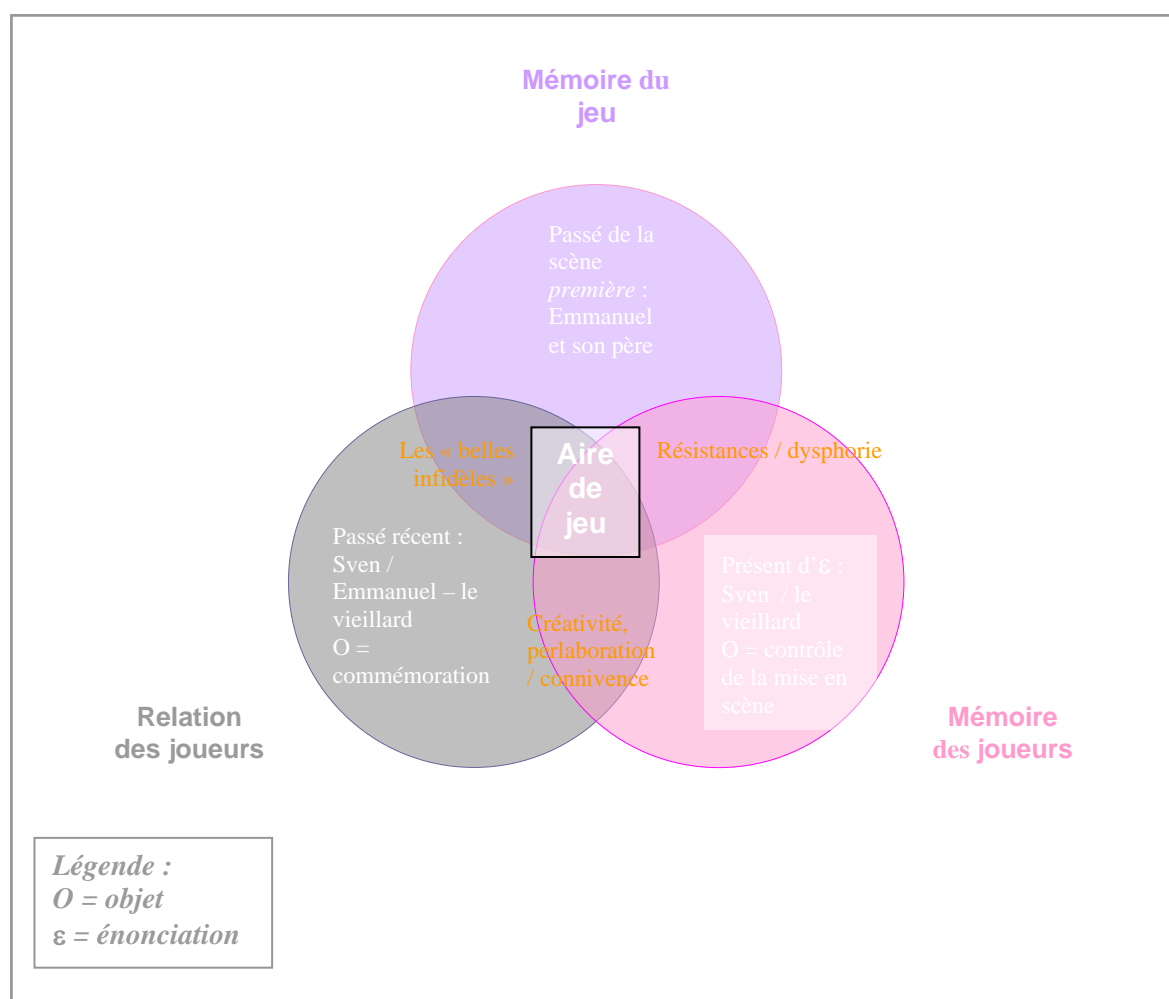 Mémoire du
jeu
Passé de la
scène
première :
Emmanuel
et son père
Les « belles
infidèles »
Aire
de
jeu
Résistances / dysphorie
Passé récent :
Sven /
Emmanuel – le
vieillard
O =
commémoration
Créativité,
perlaboration
/ connivence
Présent d’ε :
Sven / le
vieillard
O = contrôle
de la mise en
scène
Relation
des joueurs
Mémoire
des joueurs
Légende :
O = objet
ε = énonciation